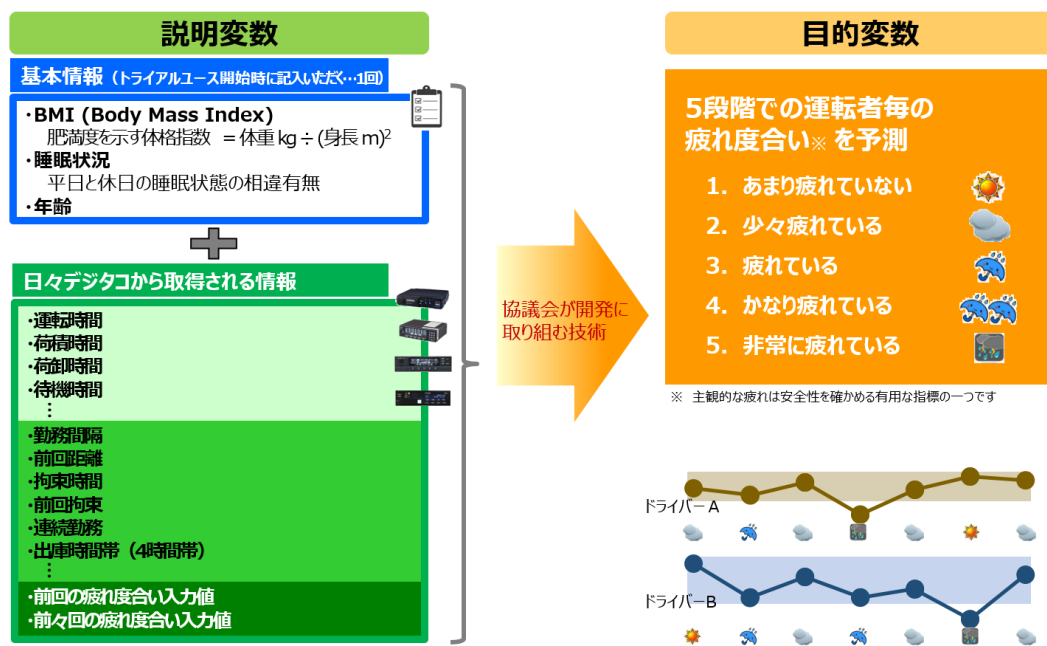 説明変数
基本情報（トライアルユース開始時に記入いただく…1回）
・BMI (Body Mass Index)
肥満度を示す体格指数 ＝体重 kg ÷ (身長 m)²
・睡眠状況
平日と休日の睡眠状態の相違有無
・年齢
日々デジタコから取得される情報
・運転時間
・荷積時間
・荷卸時間
・待機時間
⋮
・勤務間隔
・前回距離
・拘束時間
・前回拘束
・連続勤務
・出庫時間帯（4時間帯）
⋮
・前回の疲れ度合い入力値
・前々回の疲れ度合い入力値
協議会が開発に
取り組む技術
目的変数
5段階での運転者毎の
疲れ度合い※ を予測
1. あまり疲れていない
2. 少々疲れている
3. 疲れている
4. かなり疲れている
5. 非常に疲れている
※ 主観的な疲れは安全性を確かめる有用な指標の一つです
ドライバーA
ドライバーB